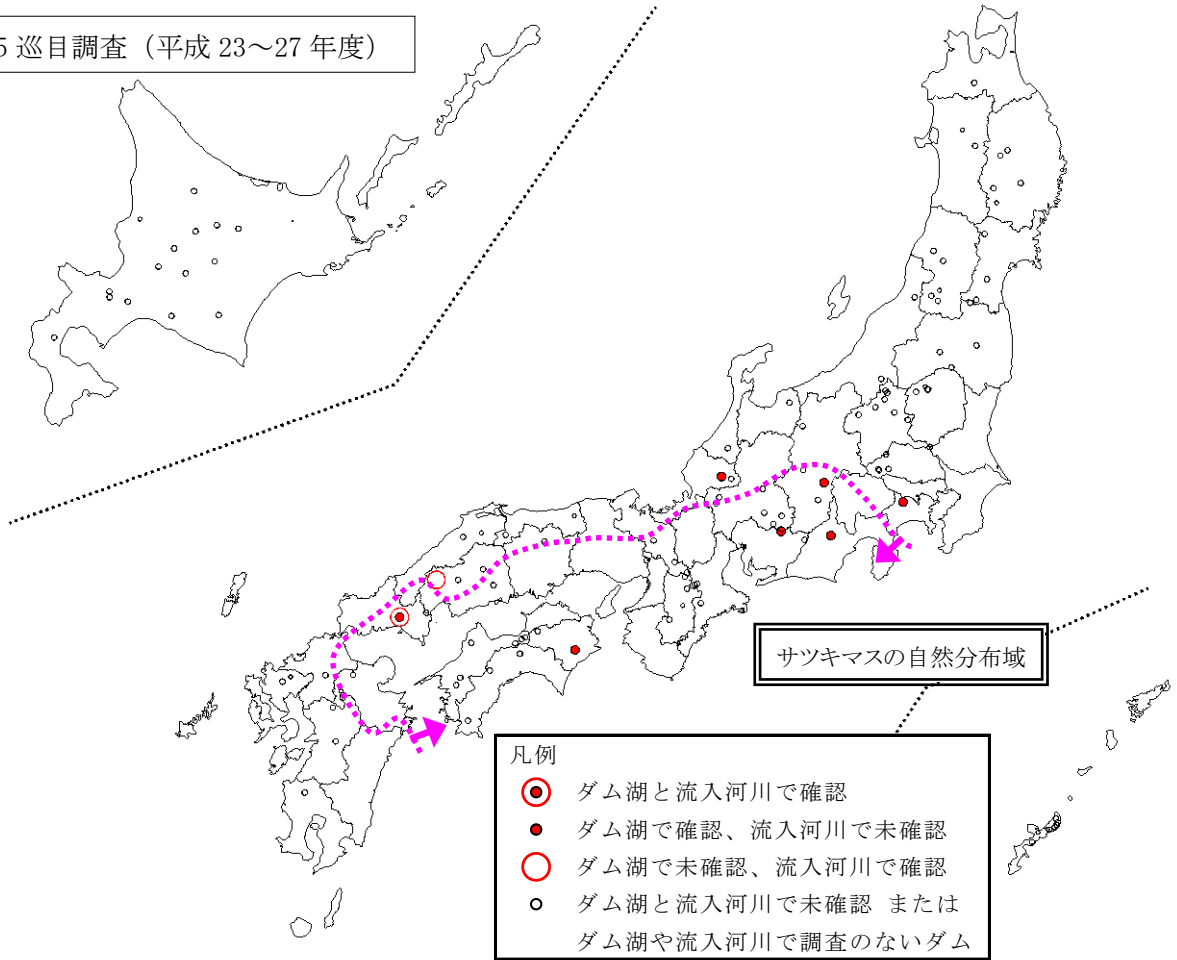 5 巡目調査（平成 23～27 年度）
サツキマスの自然分布域
凡例
ダム湖と流入河川で確認
ダム湖で確認、流入河川で未確認
ダム湖で未確認、流入河川で確認
ダム湖と流入河川で未確認 または
ダム湖や流入河川で調査のないダム